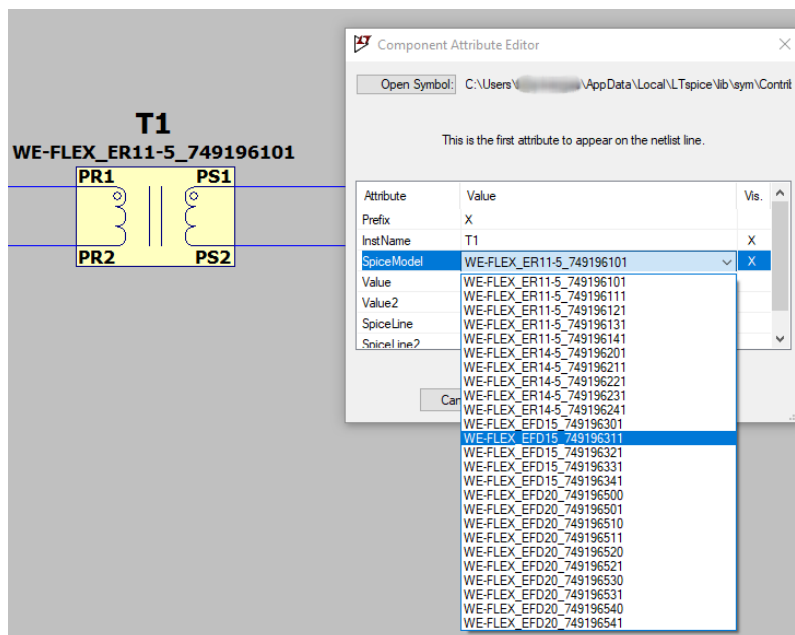 T1
WE-FLEX_ER11-5_749196101
PR1 PS1
PR2 PS2
Component Attribute Editor
Open Symbol: C:\Users\ \AppData\Local\LTspice\lib\sym\Contrit
This is the first attribute to appear on the netlist line.
Attribute Value Vis.
Prefix X
InstName T1 X
SpiceModel WE-FLEX_ER11-5_749196101 X
Value
Value2
SpiceLine
SpiceLine2
Can
WE-FLEX_ER11-5_749196101
WE-FLEX_ER11-5_749196111
WE-FLEX_ER11-5_749196121
WE-FLEX_ER11-5_749196131
WE-FLEX_ER11-5_749196141
WE-FLEX_ER14-5_749196201
WE-FLEX_ER14-5_749196211
WE-FLEX_ER14-5_749196221
WE-FLEX_ER14-5_749196231
WE-FLEX_ER14-5_749196241
WE-FLEX_EFD15_749196301
WE-FLEX_EFD15_749196311
WE-FLEX_EFD15_749196321
WE-FLEX_EFD15_749196331
WE-FLEX_EFD15_749196341
WE-FLEX_EFD20_749196500
WE-FLEX_EFD20_749196501
WE-FLEX_EFD20_749196510
WE-FLEX_EFD20_749196511
WE-FLEX_EFD20_749196520
WE-FLEX_EFD20_749196521
WE-FLEX_EFD20_749196530
WE-FLEX_EFD20_749196531
WE-FLEX_EFD20_749196540
WE-FLEX_EFD20_749196541